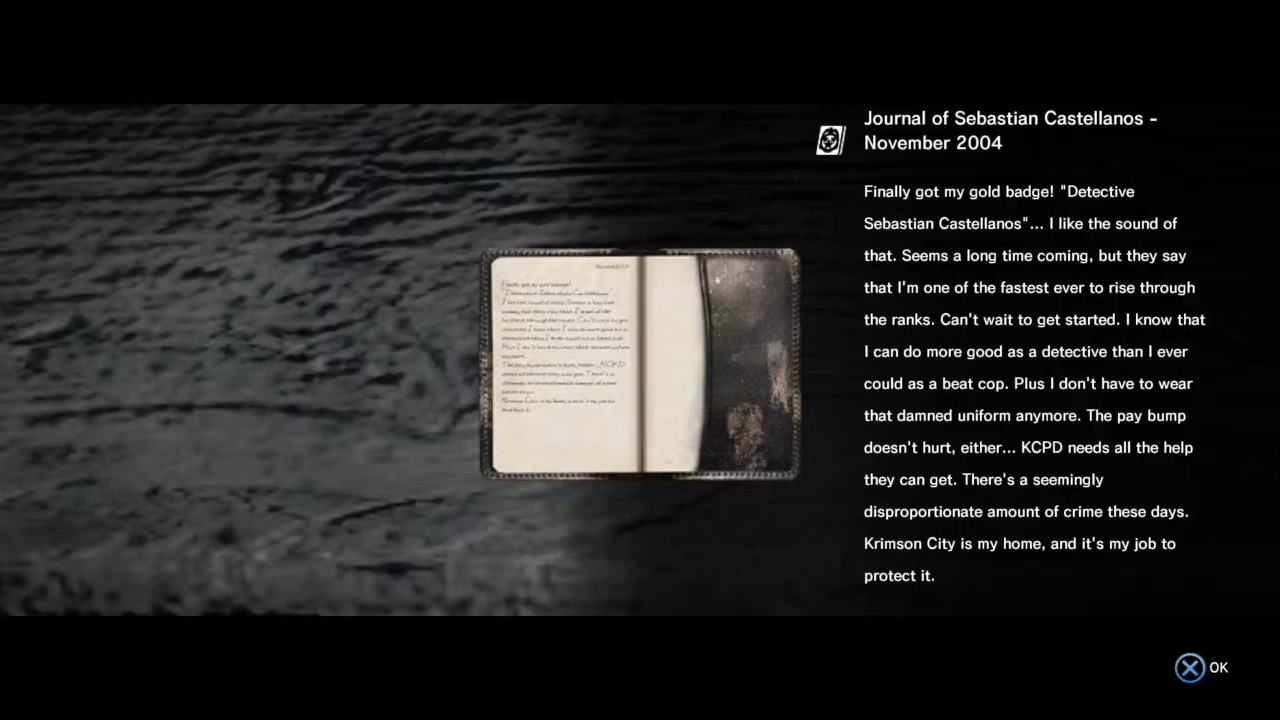 Journal of Sebastian Castellanos -
November 2004
Finally got my gold badge! "Detective
Sebastian Castellanos"... I like the sound of
that. Seems a long time coming, but they say
that I'm one of the fastest ever to rise through
the ranks. Can't wait to get started. I know that
I can do more good as a detective than I ever
could as a beat cop. Plus I don't have to wear
that damned uniform anymore. The pay bump
doesn't hurt, either... KCPD needs all the help
they can get. There's a seemingly
disproportionate amount of crime these days.
Krimson City is my home, and it's my job to
protect it.
OK